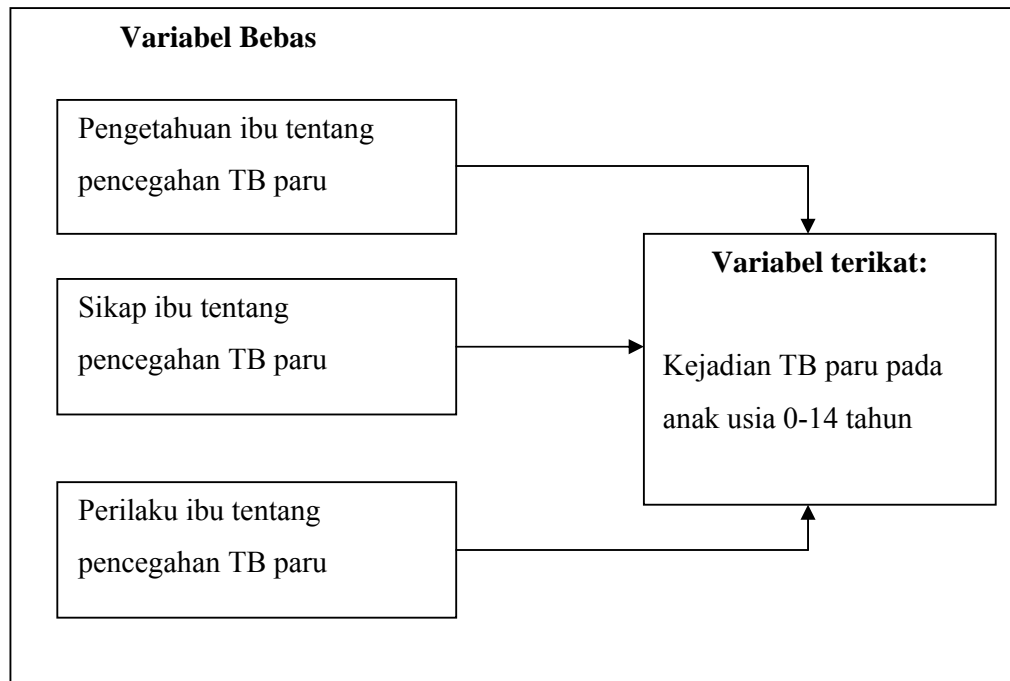 Variabel Bebas
Pengetahuan ibu tentang
pencegahan TB paru
Sikap ibu tentang
pencegahan TB paru
Perilaku ibu tentang
pencegahan TB paru
Variabel terikat:
Kejadian TB paru pada
anak usia 0-14 tahun